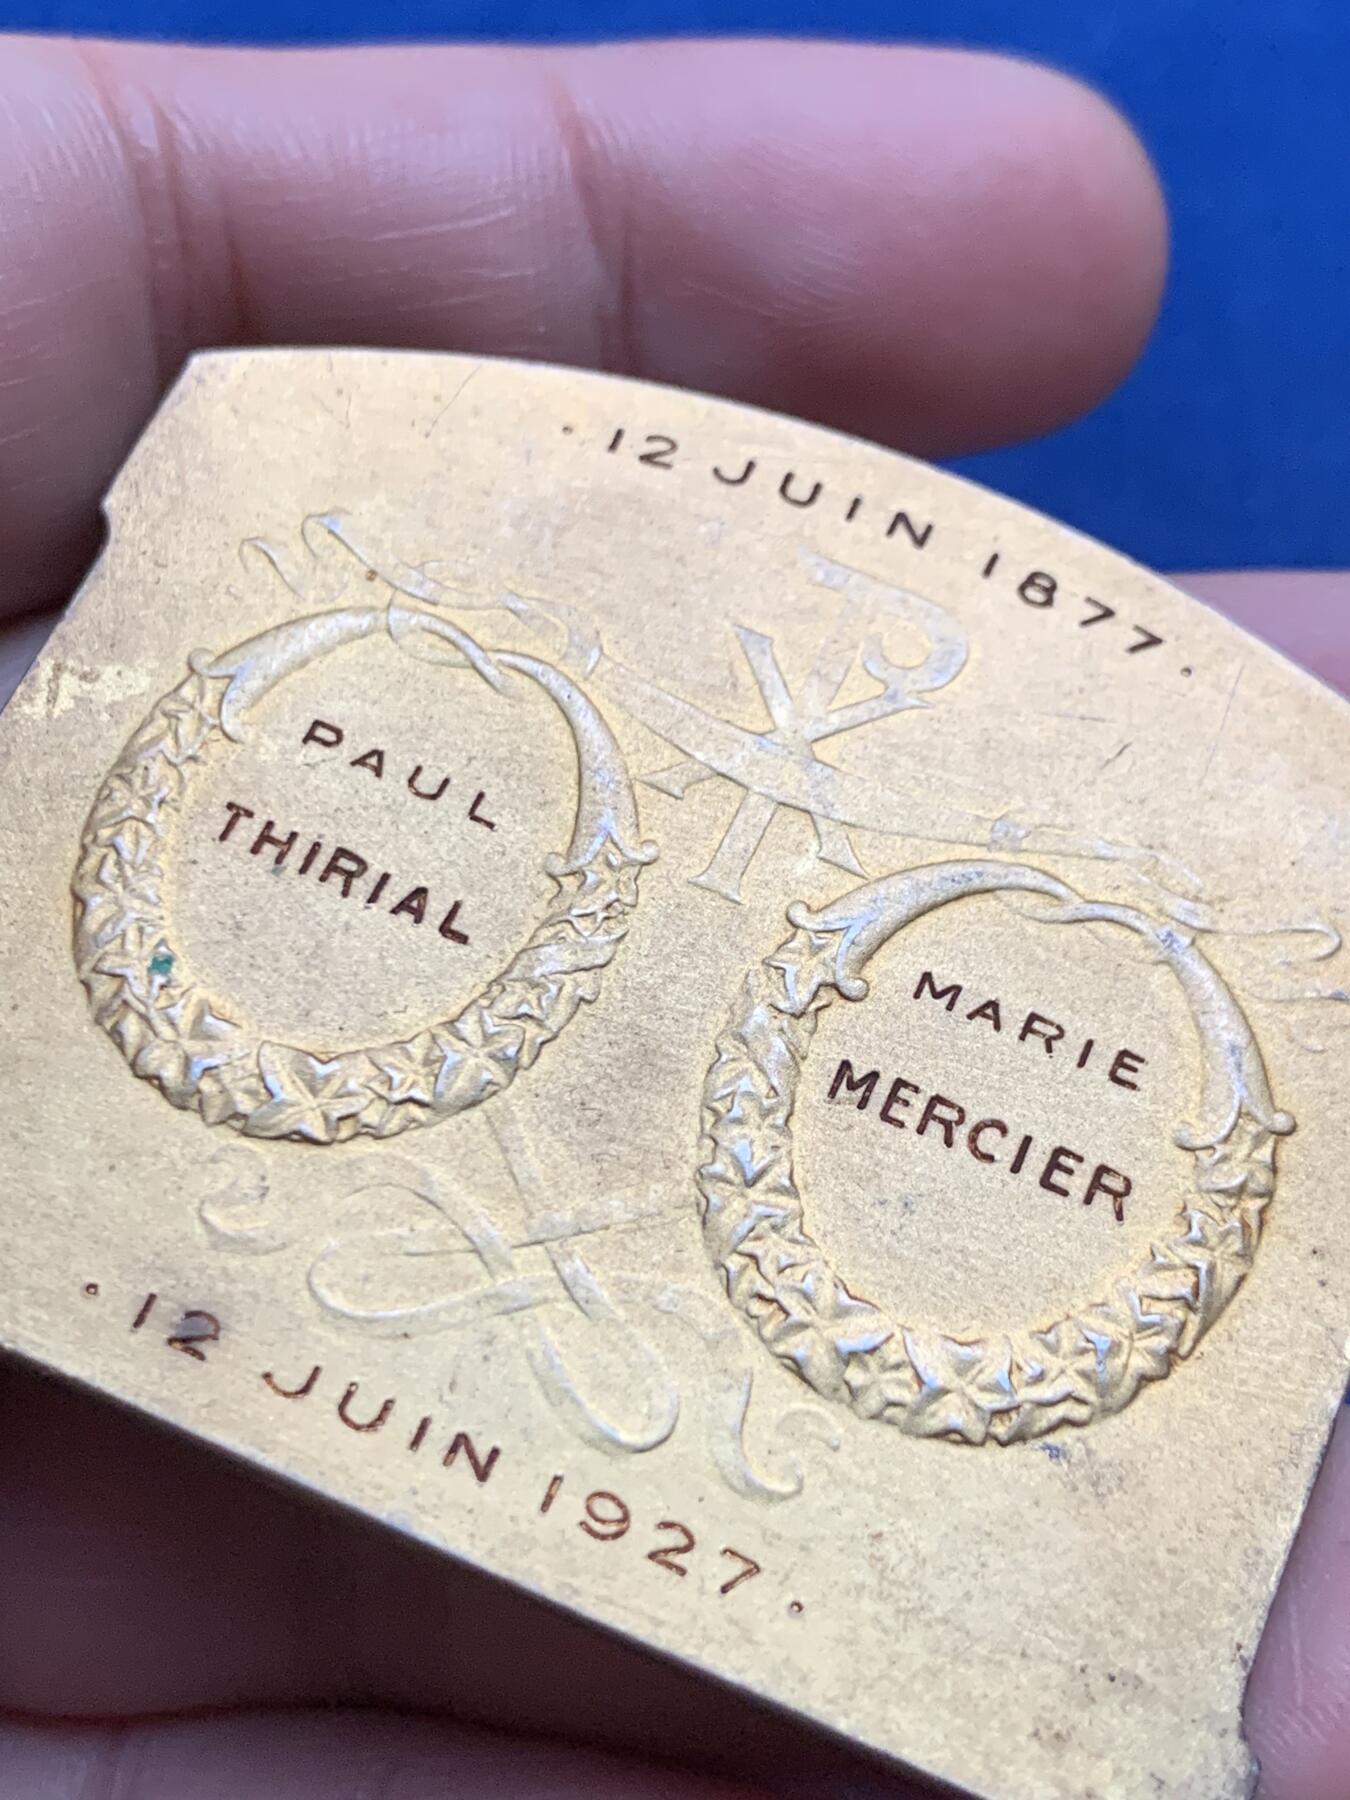 · 12 JUIN 1877 ·
PAUL
THIRIAL
MARIE
MERCIER
· 12 JUIN 1927 ·